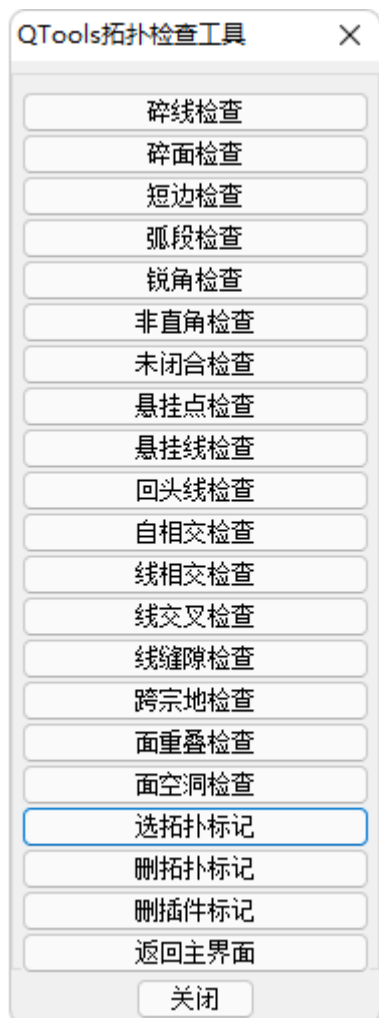 QTools拓扑检查工具
碎线检查
碎面检查
短边检查
弧段检查
锐角检查
非直角检查
未闭合检查
悬挂点检查
悬挂线检查
回头线检查
自相交检查
线相交检查
线交叉检查
线缝隙检查
跨宗地检查
面重叠检查
面空洞检查
选拓扑标记
删拓扑标记
删插件标记
返回主界面
关闭